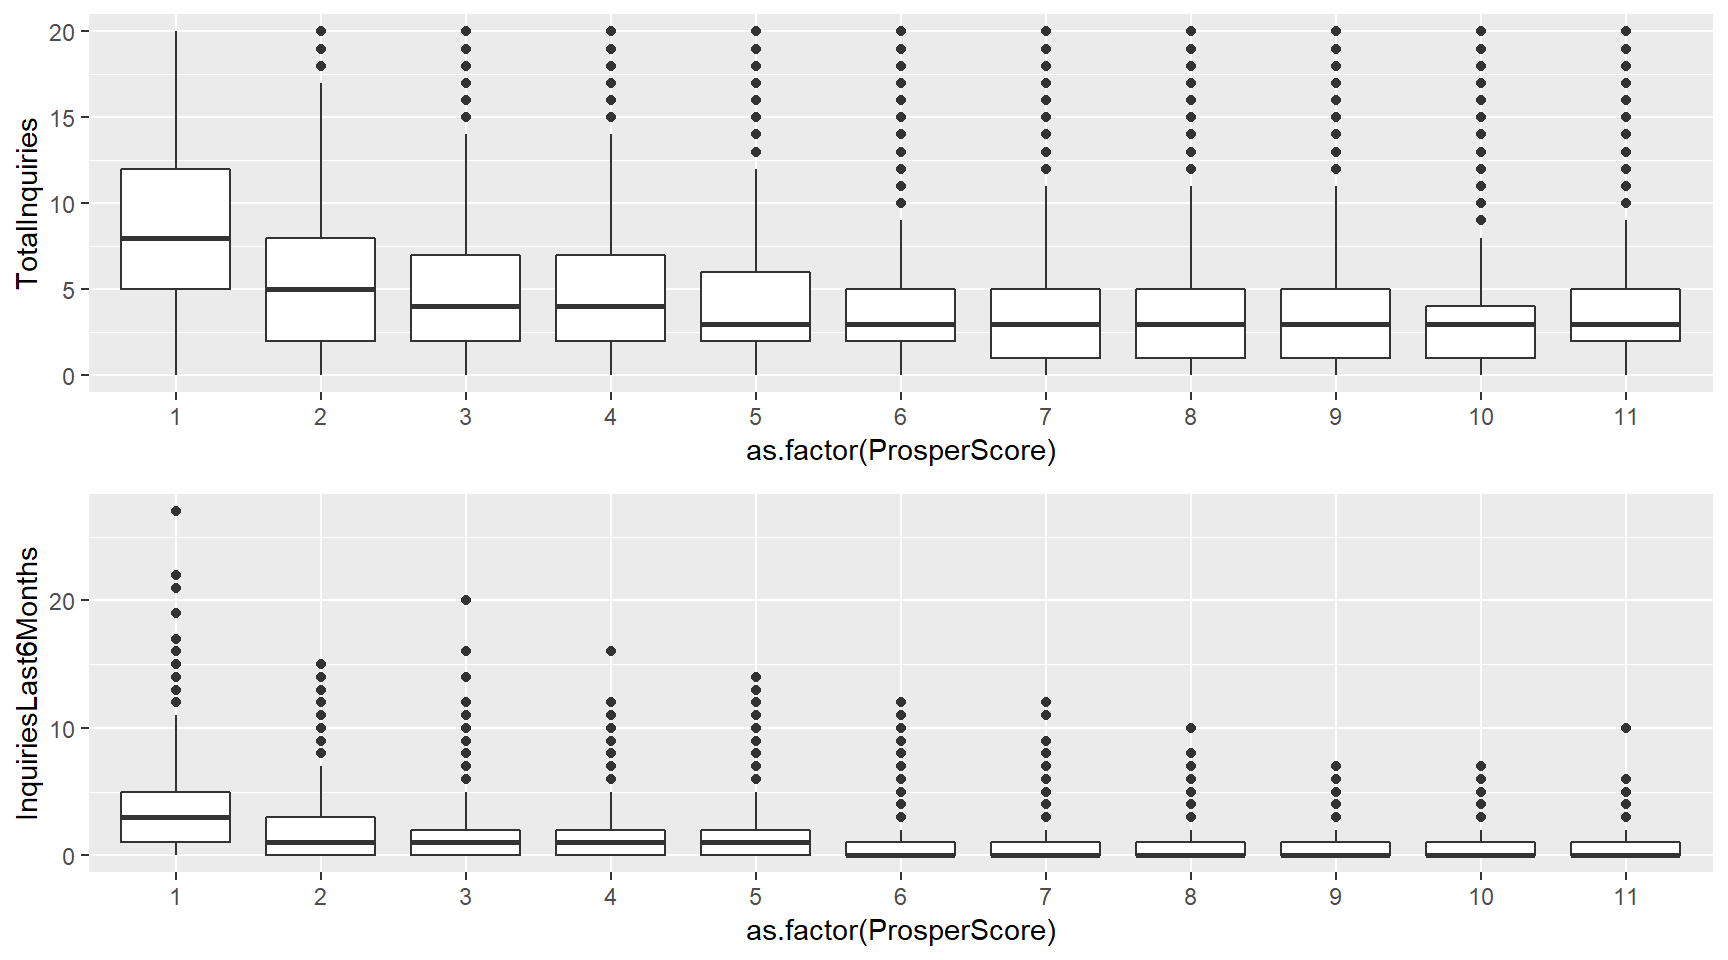 TotalInquiries
20
15
10
5
0
1 2 3 4 5 6 7 8 9 10 11
as.factor(ProsperScore)
InquiriesLast6Months
20
10
0
1 2 3 4 5 6 7 8 9 10 11
as.factor(ProsperScore)